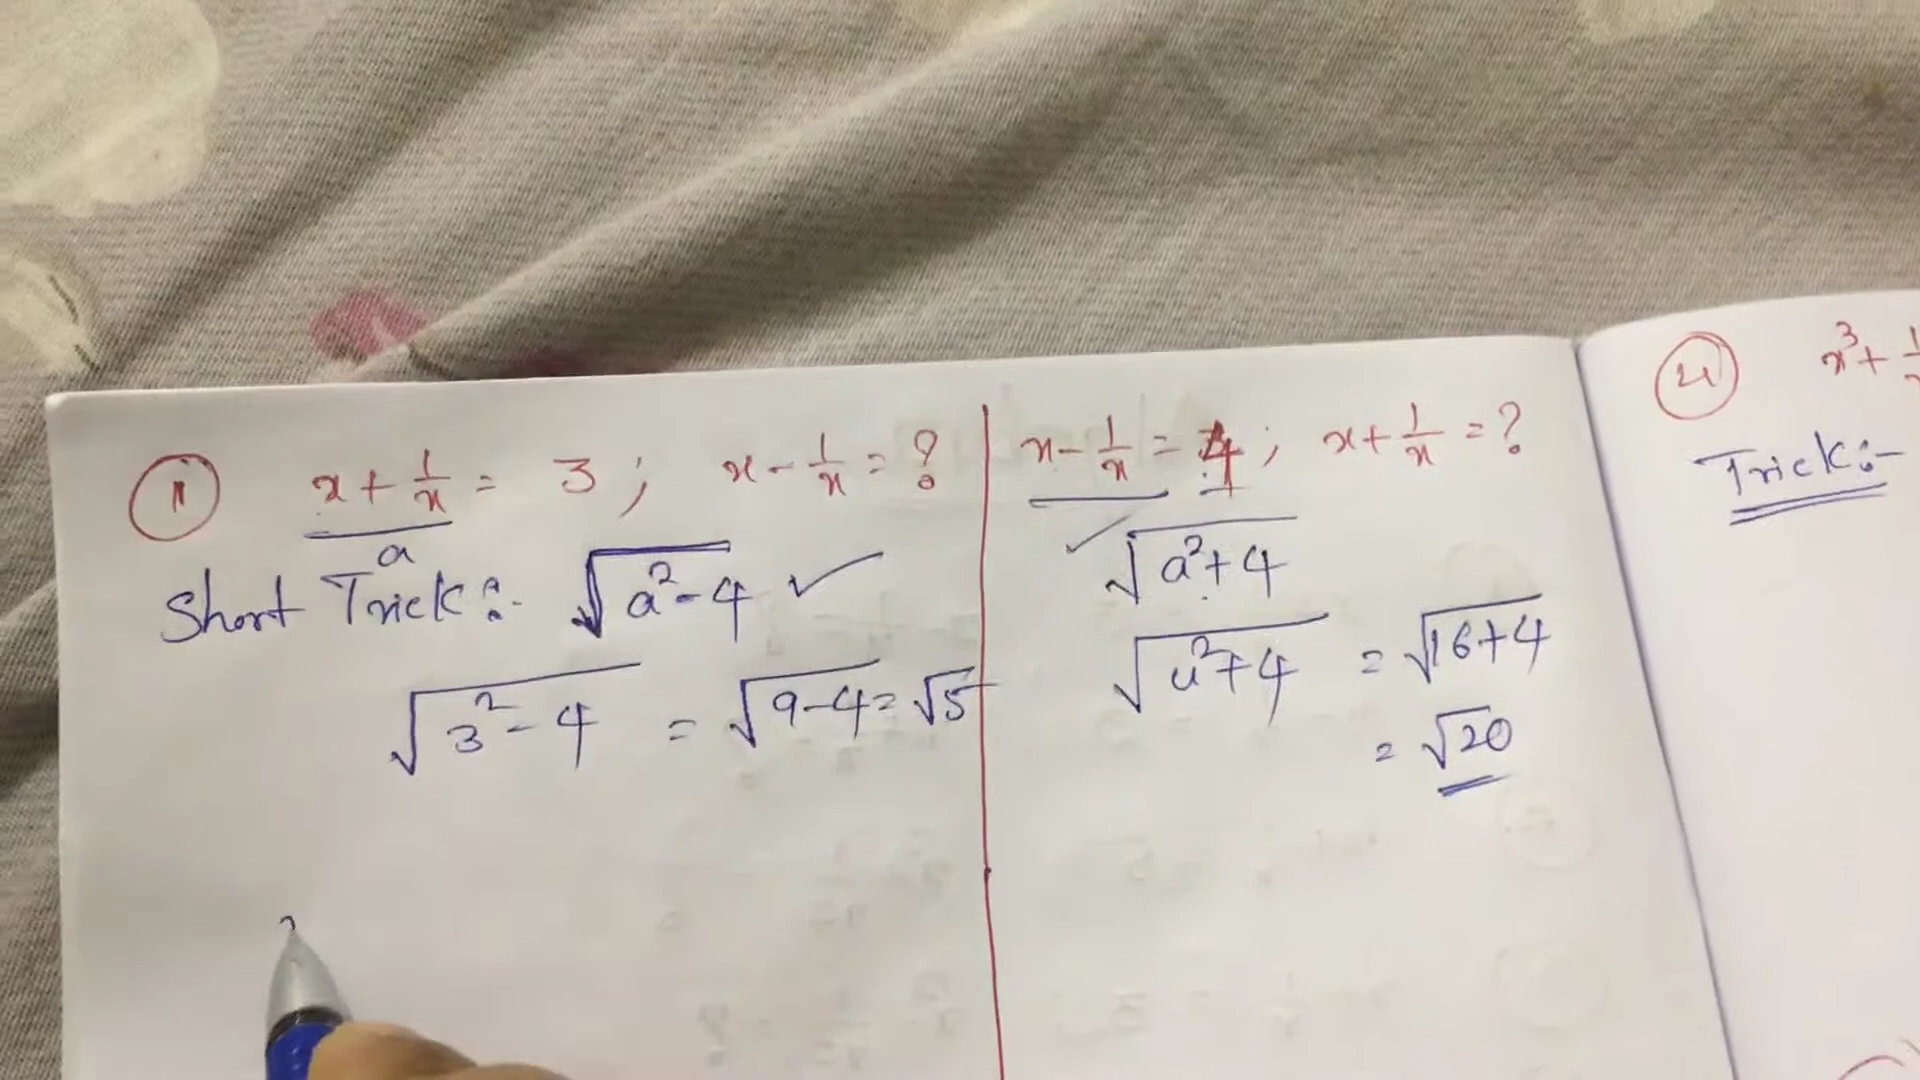 1) x + 1/x = 3 ; x - 1/x = ?
a
Short Trick:- √(a² - 4) ✓
√(3² - 4) = √(9 - 4) = √5
x - 1/x = 4 ; x + 1/x = ?
✓ √(a² + 4)
√(4² + 4) = √(16 + 4)
= √20
x³ + 1
Trick:-